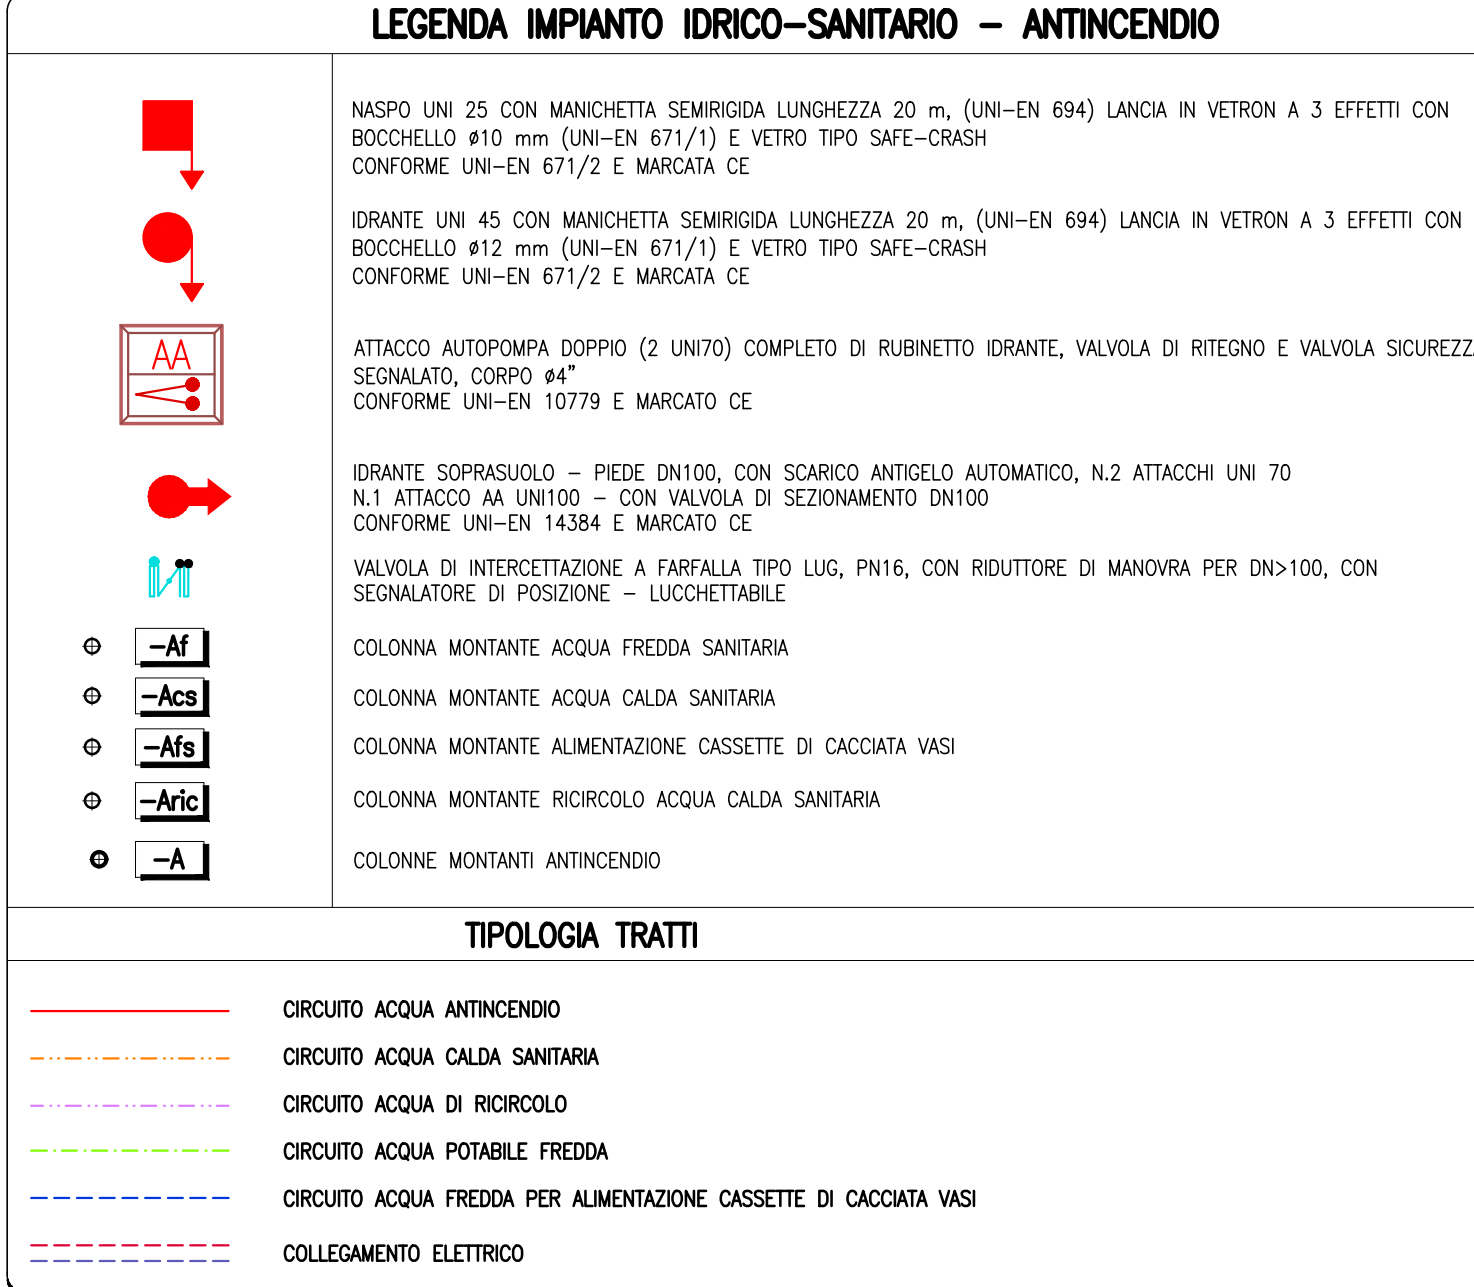 LEGENDA IMPIANTO IDRICO-SANITARIO - ANTINCENDIO
NASPO UNI 25 CON MANICHETTA SEMIRIGIDA LUNGHEZZA 20 m, (UNI-EN 694) LANCIA IN VETRON A 3 EFFETTI CON
BOCCHELLO ø10 mm (UNI-EN 671/1) E VETRO TIPO SAFE-CRASH
CONFORME UNI-EN 671/2 E MARCATA CE
IDRANTE UNI 45 CON MANICHETTA SEMIRIGIDA LUNGHEZZA 20 m, (UNI-EN 694) LANCIA IN VETRON A 3 EFFETTI CON
BOCCHELLO ø12 mm (UNI-EN 671/1) E VETRO TIPO SAFE-CRASH
CONFORME UNI-EN 671/2 E MARCATA CE
AA
ATTACCO AUTOPOMPA DOPPIO (2 UNI70) COMPLETO DI RUBINETTO IDRANTE, VALVOLA DI RITEGNO E VALVOLA SICUREZZA
SEGNALATO, CORPO ø4"
CONFORME UNI-EN 10779 E MARCATO CE
IDRANTE SOPRASUOLO - PIEDE DN100, CON SCARICO ANTIGELO AUTOMATICO, N.2 ATTACCHI UNI 70
N.1 ATTACCO AA UNI100 - CON VALVOLA DI SEZIONAMENTO DN100
CONFORME UNI-EN 14384 E MARCATO CE
VALVOLA DI INTERCETTAZIONE A FARFALLA TIPO LUG, PN16, CON RIDUTTORE DI MANOVRA PER DN>100, CON
SEGNALATORE DI POSIZIONE - LUCCHETTABILE
-Af COLONNA MONTANTE ACQUA FREDDA SANITARIA
-Acs COLONNA MONTANTE ACQUA CALDA SANITARIA
-Afs COLONNA MONTANTE ALIMENTAZIONE CASSETTE DI CACCIATA VASI
-Aric COLONNA MONTANTE RICIRCOLO ACQUA CALDA SANITARIA
-A COLONNE MONTANTI ANTINCENDIO
TIPOLOGIA TRATTI
CIRCUITO ACQUA ANTINCENDIO
CIRCUITO ACQUA CALDA SANITARIA
CIRCUITO ACQUA DI RICIRCOLO
CIRCUITO ACQUA POTABILE FREDDA
CIRCUITO ACQUA FREDDA PER ALIMENTAZIONE CASSETTE DI CACCIATA VASI
COLLEGAMENTO ELETTRICO